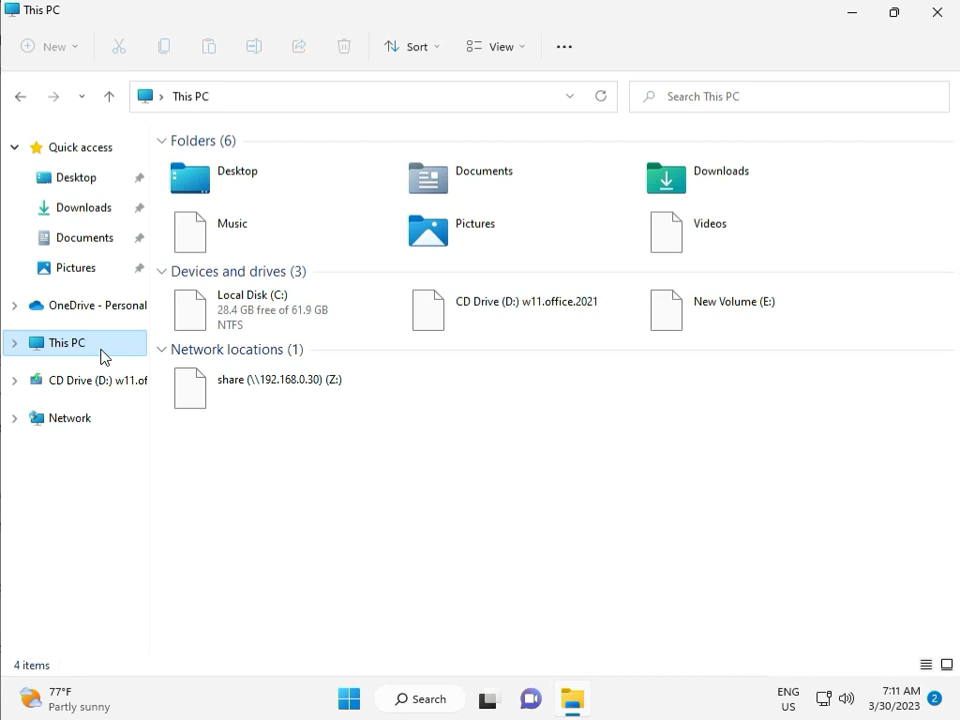 This PC
New
Sort
View
This PC
Search This PC
Quick access
Desktop
Downloads
Documents
Pictures
OneDrive - Personal
This PC
CD Drive (D:) w11.of
Network
Folders (6)
Desktop
Documents
Downloads
Music
Pictures
Videos
Devices and drives (3)
Local Disk (C:)
28.4 GB free of 61.9 GB
NTFS
CD Drive (D:) w11.office.2021
New Volume (E:)
Network locations (1)
share (\\192.168.0.30) (Z:)
4 items
77°F
Partly sunny
Search
ENG
US
7:11 AM
3/30/2023
2